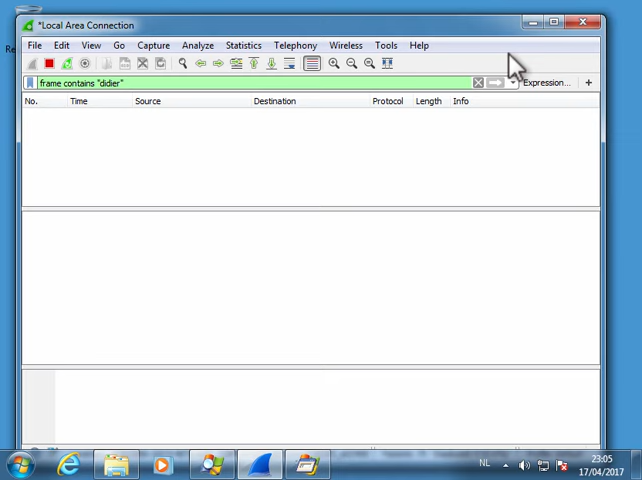 *Local Area Connection
Re
File Edit View Go Capture Analyze Statistics Telephony Wireless Tools Help
frame contains "didier"
Expression... +
No. Time Source Destination Protocol Length Info
NL
23:05
17/04/2017